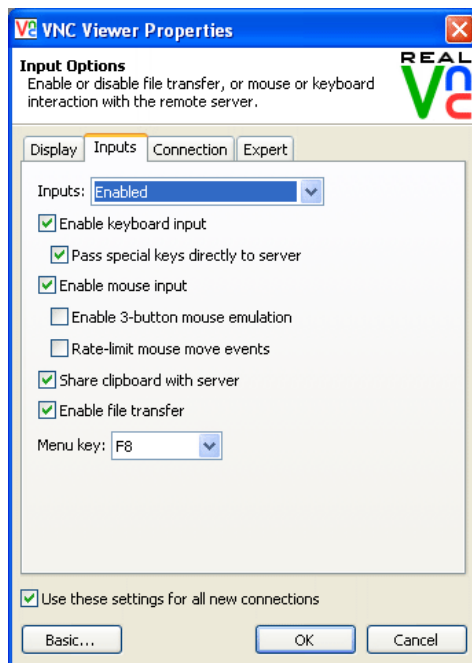 VNC Viewer Properties
Input Options
Enable or disable file transfer, or mouse or keyboard
interaction with the remote server.
REAL
VNC
Display Inputs Connection Expert
Inputs: Enabled
Enable keyboard input
Pass special keys directly to server
Enable mouse input
Enable 3-button mouse emulation
Rate-limit mouse move events
Share clipboard with server
Enable file transfer
Menu key: F8
Use these settings for all new connections
Basic... OK Cancel